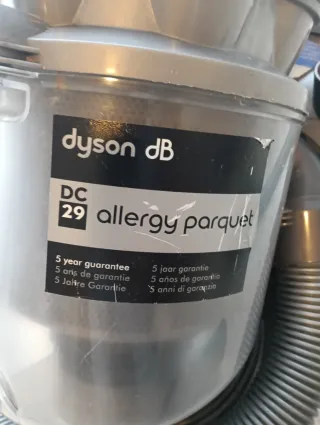 dyson dB
DC
29
allergy parquet
5 year guarantee
5 ans de garantie
5 Jahre Garantie
5 jaar garantie
5 años de garantía
5 anni di garanzia